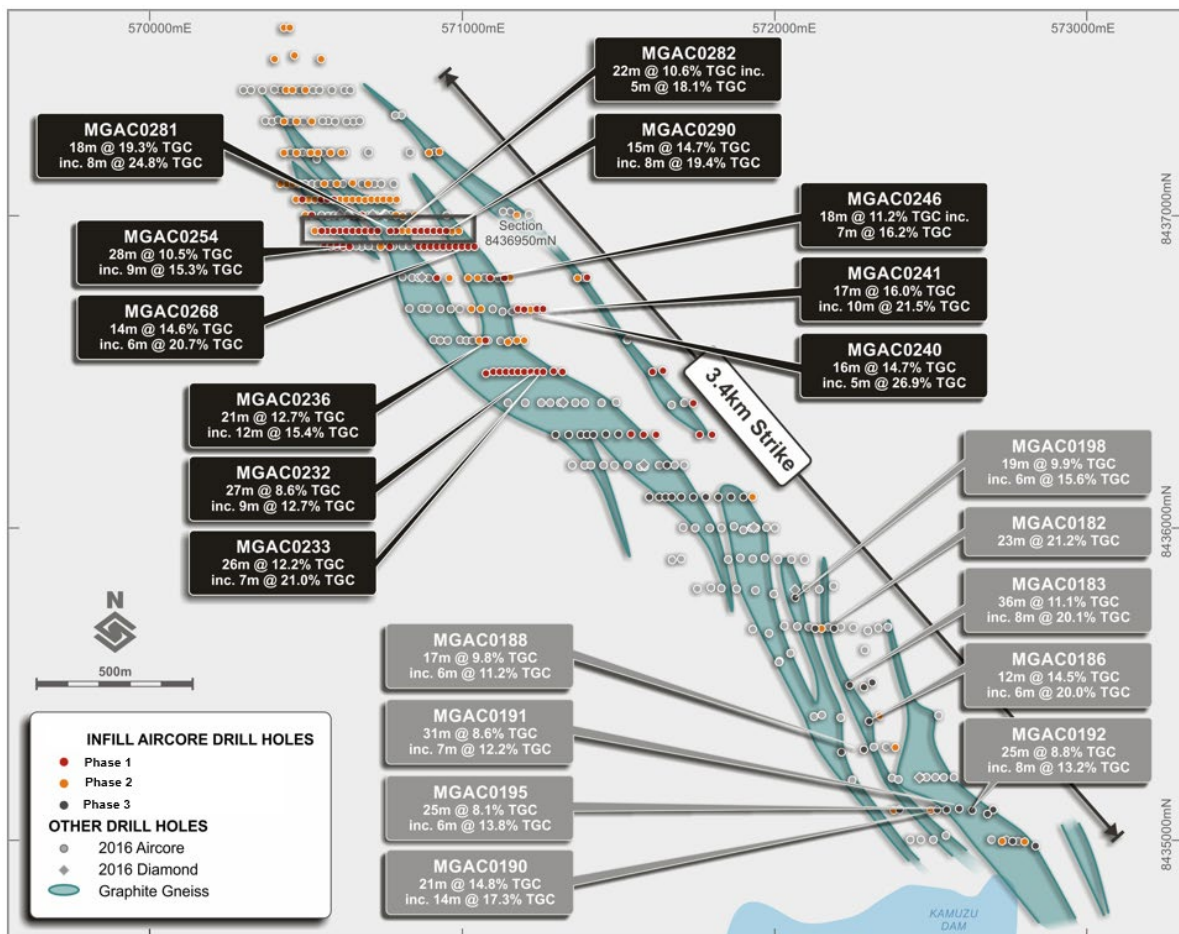 570000mE
571000mE
572000mE
573000mE
MGAC0282
22m @ 10.6% TGC inc.
5m @ 18.1% TGC
MGAC0281
18m @ 19.3% TGC
inc. 8m @ 24.8% TGC
MGAC0290
15m @ 14.7% TGC
inc. 8m @ 19.4% TGC
MGAC0246
18m @ 11.2% TGC inc.
7m @ 16.2% TGC
8437000mN
Section
8436950mN
MGAC0254
28m @ 10.5% TGC
inc. 9m @ 15.3% TGC
MGAC0241
17m @ 16.0% TGC
inc. 10m @ 21.5% TGC
MGAC0268
14m @ 14.6% TGC
inc. 6m @ 20.7% TGC
MGAC0240
16m @ 14.7% TGC
inc. 5m @ 26.9% TGC
3.4km Strike
MGAC0236
21m @ 12.7% TGC
inc. 12m @ 15.4% TGC
MGAC0232
27m @ 8.6% TGC
inc. 9m @ 12.7% TGC
MGAC0233
26m @ 12.2% TGC
inc. 7m @ 21.0% TGC
MGAC0198
19m @ 9.9% TGC
inc. 6m @ 15.6% TGC
8436000mN
MGAC0182
23m @ 21.2% TGC
MGAC0183
36m @ 11.1% TGC
inc. 8m @ 20.1% TGC
MGAC0186
12m @ 14.5% TGC
inc. 6m @ 20.0% TGC
MGAC0192
25m @ 8.8% TGC
inc. 8m @ 13.2% TGC
MGAC0188
17m @ 9.8% TGC
inc. 6m @ 11.2% TGC
MGAC0191
31m @ 8.6% TGC
inc. 7m @ 12.2% TGC
MGAC0195
25m @ 8.1% TGC
inc. 6m @ 13.8% TGC
MGAC0190
21m @ 14.8% TGC
inc. 14m @ 17.3% TGC
8435000mN
N
500m
INFILL AIRCORE DRILL HOLES
Phase 1
Phase 2
Phase 3
OTHER DRILL HOLES
2016 Aircore
2016 Diamond
Graphite Gneiss
KAMUZU
DAM